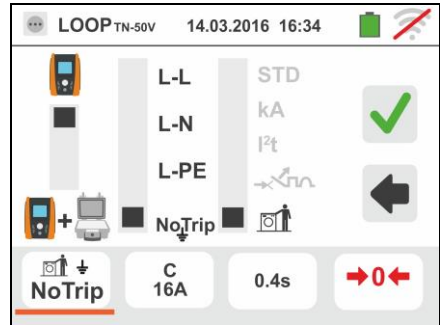 LOOP TN-50V 14.03.2016 16:34
L-L STD
L-N kA
I²t
L-PE
NoTrip
NoTrip
C
16A
0.4s
0